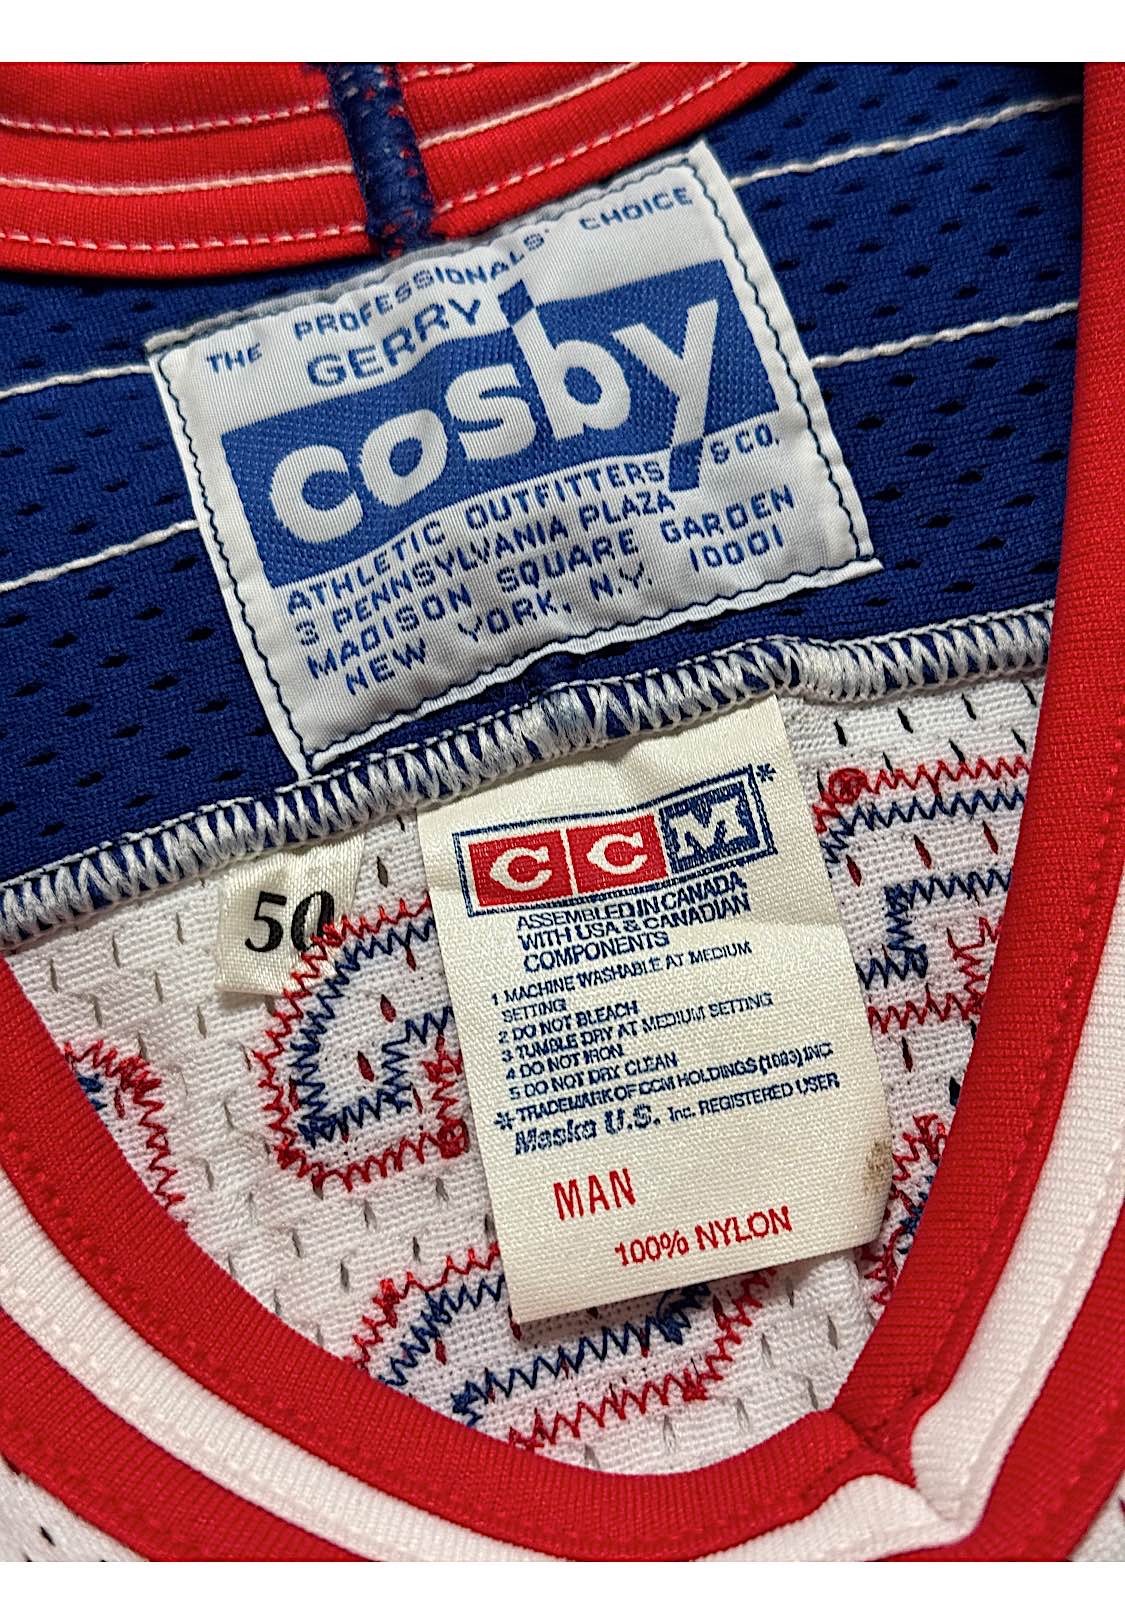 THE PROFESSIONALS' CHOICE
GERRY
cosby
& CO.
ATHLETIC OUTFITTERS
3 PENNSYLVANIA PLAZA
MADISON SQUARE GARDEN
NEW YORK, N.Y. 10001
50
CCM*
ASSEMBLED IN CANADA
WITH USA & CANADIAN
COMPONENTS
1 MACHINE WASHABLE AT MEDIUM
SETTING
2 DO NOT BLEACH
3 TUMBLE DRY AT MEDIUM SETTING
4 DO NOT IRON
5 DO NOT DRY CLEAN
* TRADEMARK OF CCM HOLDINGS (1983) INC
Maska U.S. Inc. REGISTERED USER
MAN
100% NYLON